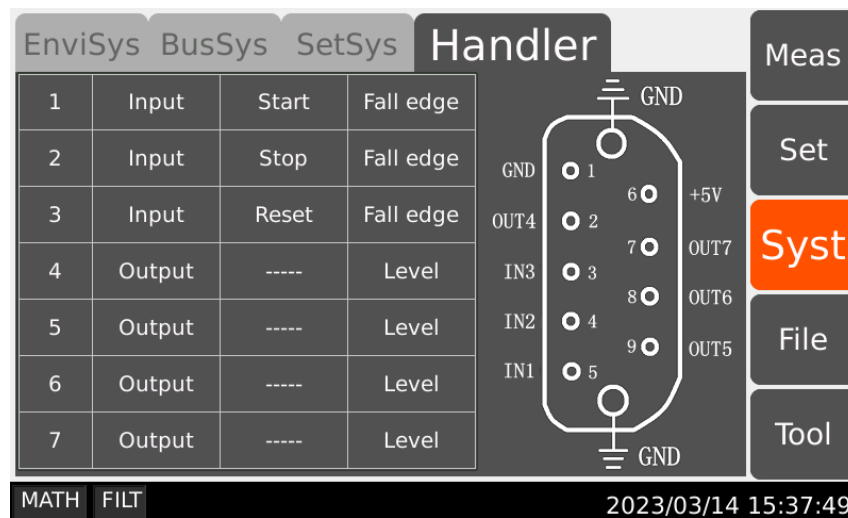 EnviSys BusSys SetSys Handler
1 Input Start Fall edge
2 Input Stop Fall edge
3 Input Reset Fall edge
4 Output ----- Level
5 Output ----- Level
6 Output ----- Level
7 Output ----- Level
GND
GND 1
6 +5V
OUT4 2
7 OUT7
IN3 3
8 OUT6
IN2 4
9 OUT5
IN1 5
GND
Meas
Set
Syst
File
Tool
MATH FILT
2023/03/14 15:37:49